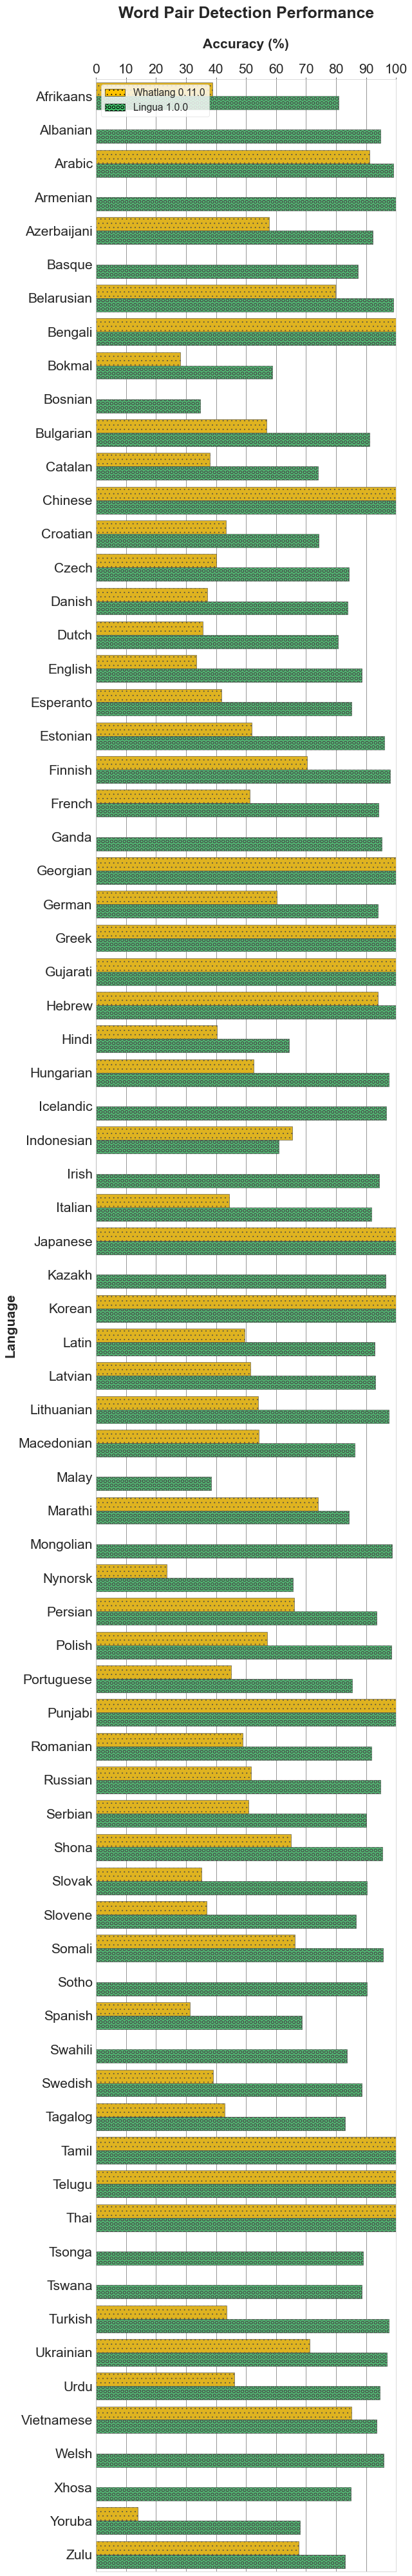 Word Pair Detection Performance
Accuracy (%)
0 10 20 30 40 50 60 70 80 90 100
Whatlang 0.11.0
Lingua 1.0.0
Afrikaans
Albanian
Arabic
Armenian
Azerbaijani
Basque
Belarusian
Bengali
Bokmal
Bosnian
Bulgarian
Catalan
Chinese
Croatian
Czech
Danish
Dutch
English
Esperanto
Estonian
Finnish
French
Ganda
Georgian
German
Greek
Gujarati
Hebrew
Hindi
Hungarian
Icelandic
Indonesian
Irish
Italian
Japanese
Kazakh
Korean
Language
Latin
Latvian
Lithuanian
Macedonian
Malay
Marathi
Mongolian
Nynorsk
Persian
Polish
Portuguese
Punjabi
Romanian
Russian
Serbian
Shona
Slovak
Slovene
Somali
Sotho
Spanish
Swahili
Swedish
Tagalog
Tamil
Telugu
Thai
Tsonga
Tswana
Turkish
Ukrainian
Urdu
Vietnamese
Welsh
Xhosa
Yoruba
Zulu